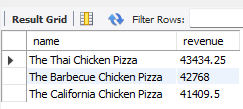 Result Grid Filter Rows:
name revenue
The Thai Chicken Pizza 43434.25
The Barbecue Chicken Pizza 42768
The California Chicken Pizza 41409.5